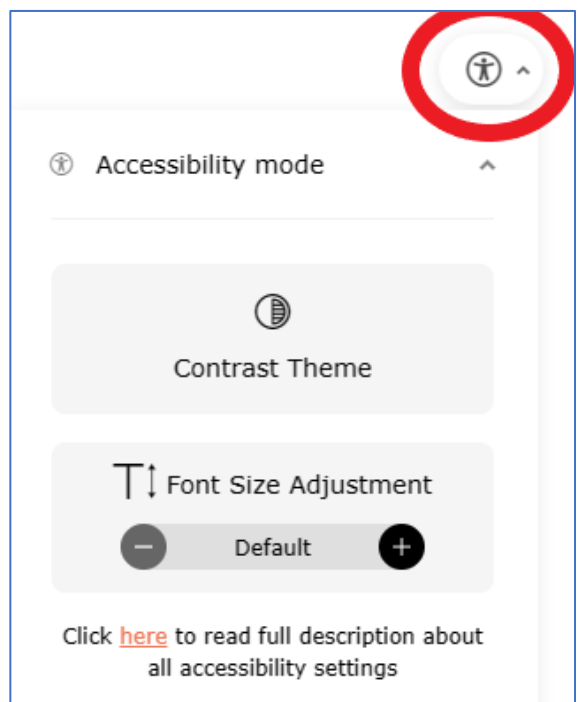 Accessibility mode
Contrast Theme
Font Size Adjustment
Default
Click here to read full description about
all accessibility settings